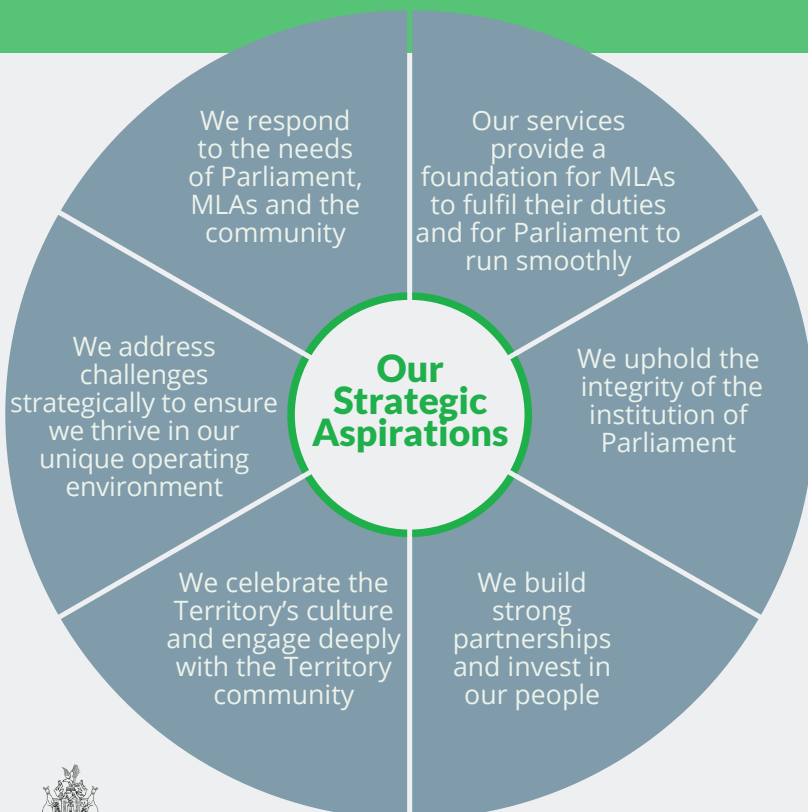 Our
Strategic
Aspirations
We respond
to the needs
of Parliament,
MLAs and the
community
Our services
provide a
foundation for MLAs
to fulfil their duties
and for Parliament to
run smoothly
We uphold the
integrity of the
institution of
Parliament
We build
strong
partnerships
and invest in
our people
We celebrate the
Territory’s culture
and engage deeply
with the Territory
community
We address
challenges
strategically to ensure
we thrive in our
unique operating
environment